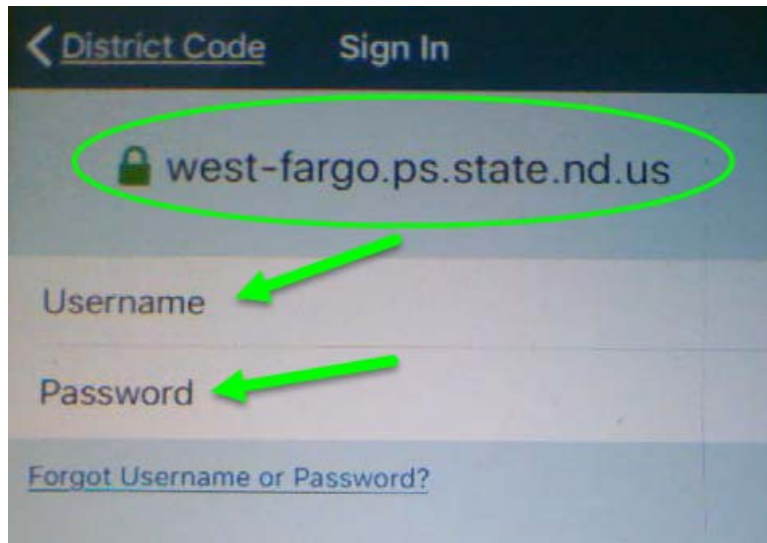 District Code Sign In
west-fargo.ps.state.nd.us
Username
Password
Forgot Username or Password?